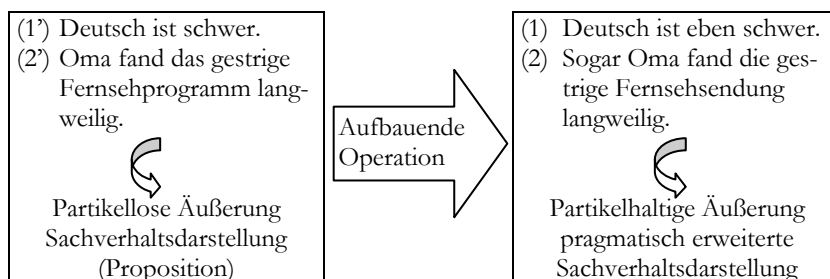 (1’) Deutsch ist schwer.
(2’) Oma fand das gestrige
Fernsehprogramm lang-
weilig.
Partikellose Äußerung
Sachverhaltsdarstellung
(Proposition)
Aufbauende
Operation
(1) Deutsch ist eben schwer.
(2) Sogar Oma fand die ges-
trige Fernsehsendung
langweilig.
Partikelhaltige Äußerung
pragmatisch erweiterte
Sachverhaltsdarstellung